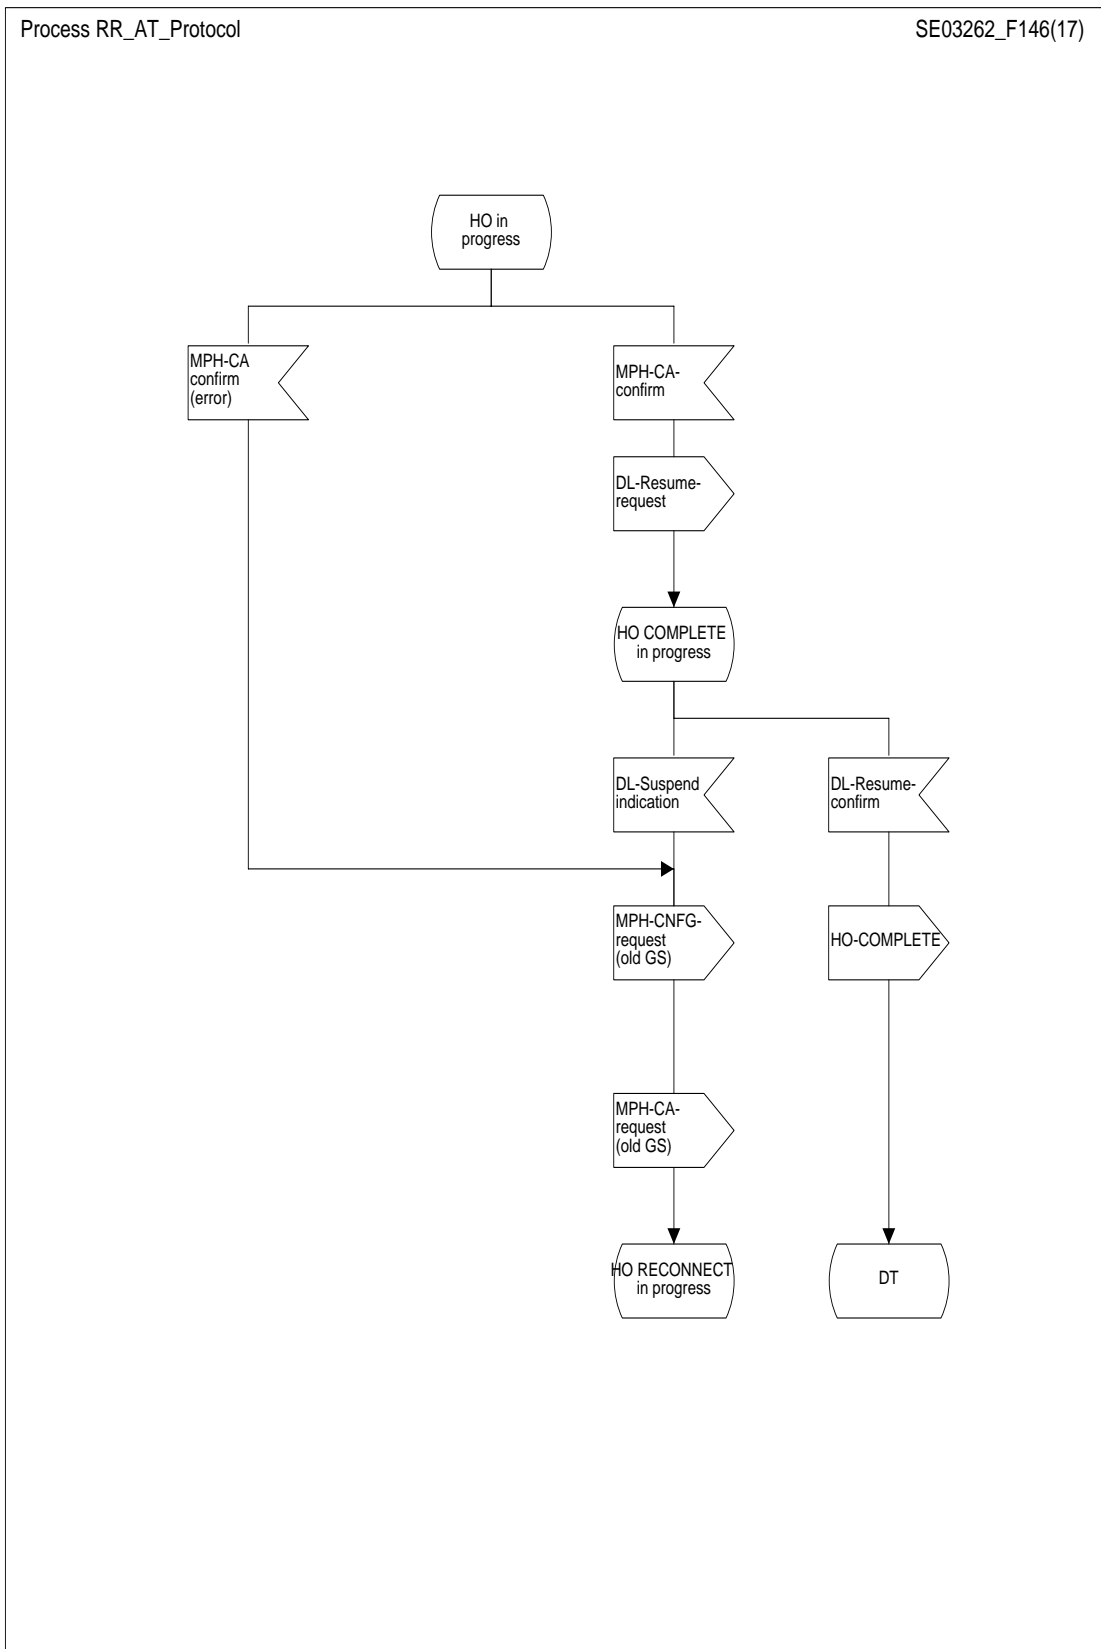 Process RR_AT_Protocol
SE03262_F146(17)
HO in
progress
MPH-CA
confirm
(error)
MPH-CA-
confirm
DL-Resume-
request
HO COMPLETE
in progress
DL-Suspend
indication
DL-Resume-
confirm
MPH-CNFG-
request
(old GS)
HO-COMPLETE
MPH-CA-
request
(old GS)
HO RECONNECT
in progress
DT